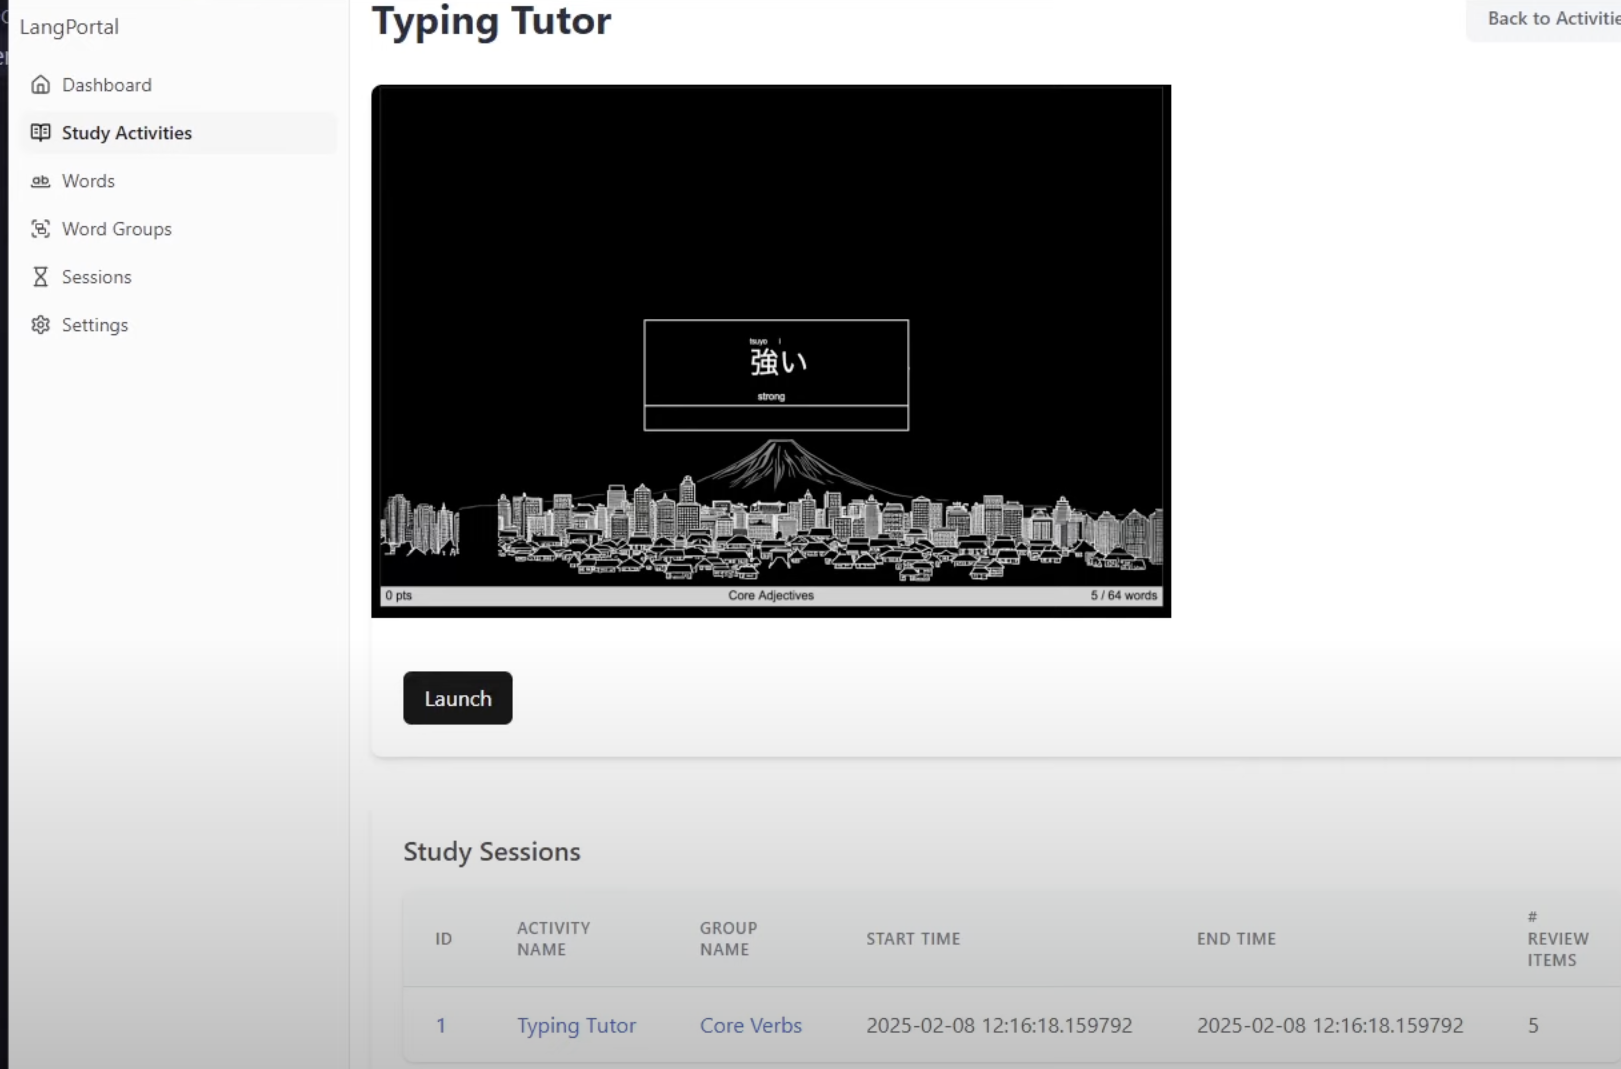 LangPortal
Dashboard
Study Activities
Words
Word Groups
Sessions
Settings
Typing Tutor
Back to Activitie
tsuyo i
強い
strong
0 pts
Core Adjectives
5 / 64 words
Launch
Study Sessions
ID
ACTIVITY
NAME
GROUP
NAME
START TIME
END TIME
#
REVIEW
ITEMS
1
Typing Tutor
Core Verbs
2025-02-08 12:16:18.159792
2025-02-08 12:16:18.159792
5